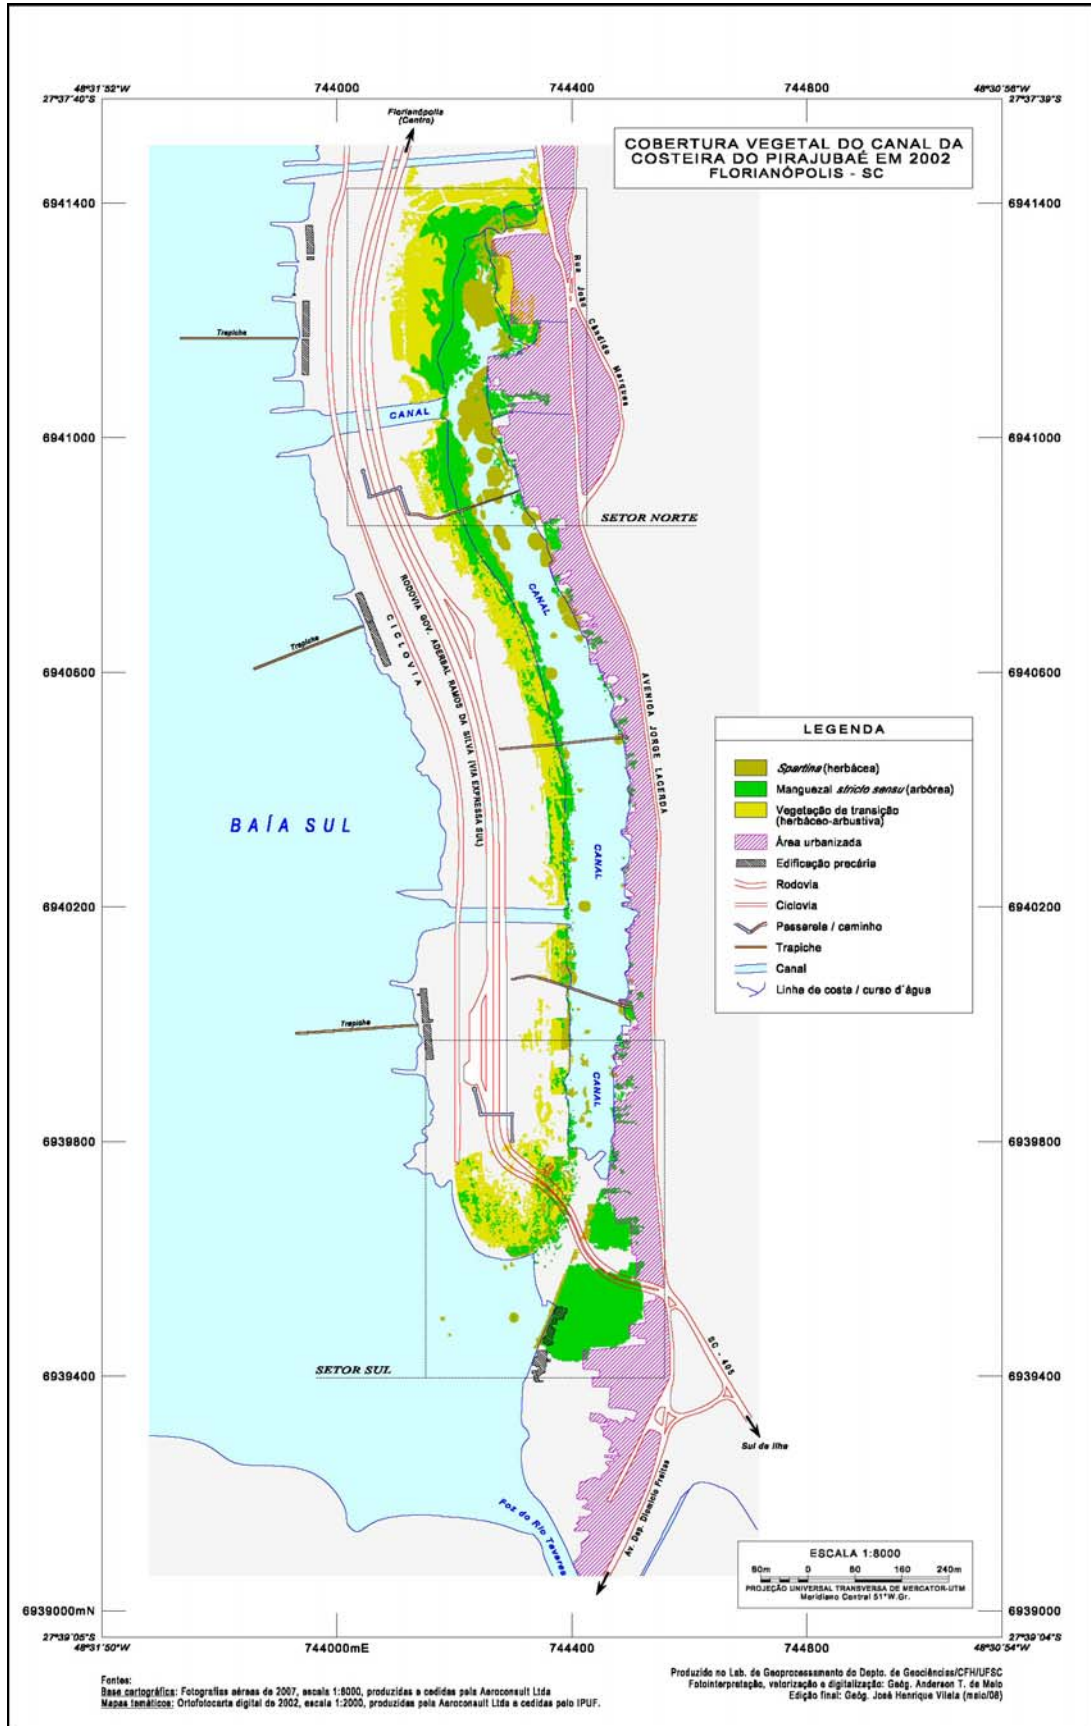 48°31'52"W
744000
744400
744800
48°30'56"W
27°37'40"S
27°37'39"S
Florianópolis
(Centro)
COBERTURA VEGETAL DO CANAL DA
COSTEIRA DO PIRAJUBAÉ EM 2002
FLORIANÓPOLIS - SC
6941400
6941400
Rua João Cândido Marques
Trapiche
CANAL
6941000
6941000
SETOR NORTE
CANAL
RODOVIA GOV. ADERBAL RAMOS DA SILVA (VIA EXPRESSA SUL)
CICLOVIA
Trapiche
6940600
6940600
AVENIDA JORGE LACERDA
LEGENDA
Spartina (herbácea)
Manguezal stricto sensu (arbórea)
Vegetação de transição
(herbáceo-arbustiva)
Área urbanizada
Edificação precária
Rodovia
Ciclovia
Passarela / caminho
Trapiche
Canal
Linha de costa / curso d'água
BAÍA SUL
CANAL
6940200
6940200
Trapiche
CANAL
6939800
6939800
SETOR SUL
SC - 405
6939400
6939400
Sul da Ilha
Foz do Rio Tavares
Av. Dep. Diomício Freitas
ESCALA 1:8000
80m 0 80 160 240m
PROJEÇÃO UNIVERSAL TRANSVERSA DE MERCATOR-UTM
Meridiano Central 51°W.Gr.
6939000mN
6939000
27°39'05"S
27°39'04"S
48°31'50"W
744000mE
744400
744800
48°30'54"W
Fontes:
Base cartográfica: Fotografias aéreas de 2007, escala 1:8000, produzidas e cedidas pela Aeroconsult Ltda
Mapas temáticos: Ortofotocarta digital de 2002, escala 1:2000, produzidas pela Aeroconsult Ltda e cedidas pelo IPUF.
Produzido no Lab. de Geoprocessamento do Depto. de Geociências/CFH/UFSC
Fotointerpretação, vetorização e digitalização: Geóg. Anderson T. de Melo
Edição final: Geóg. José Henrique Vilela (maio/08)